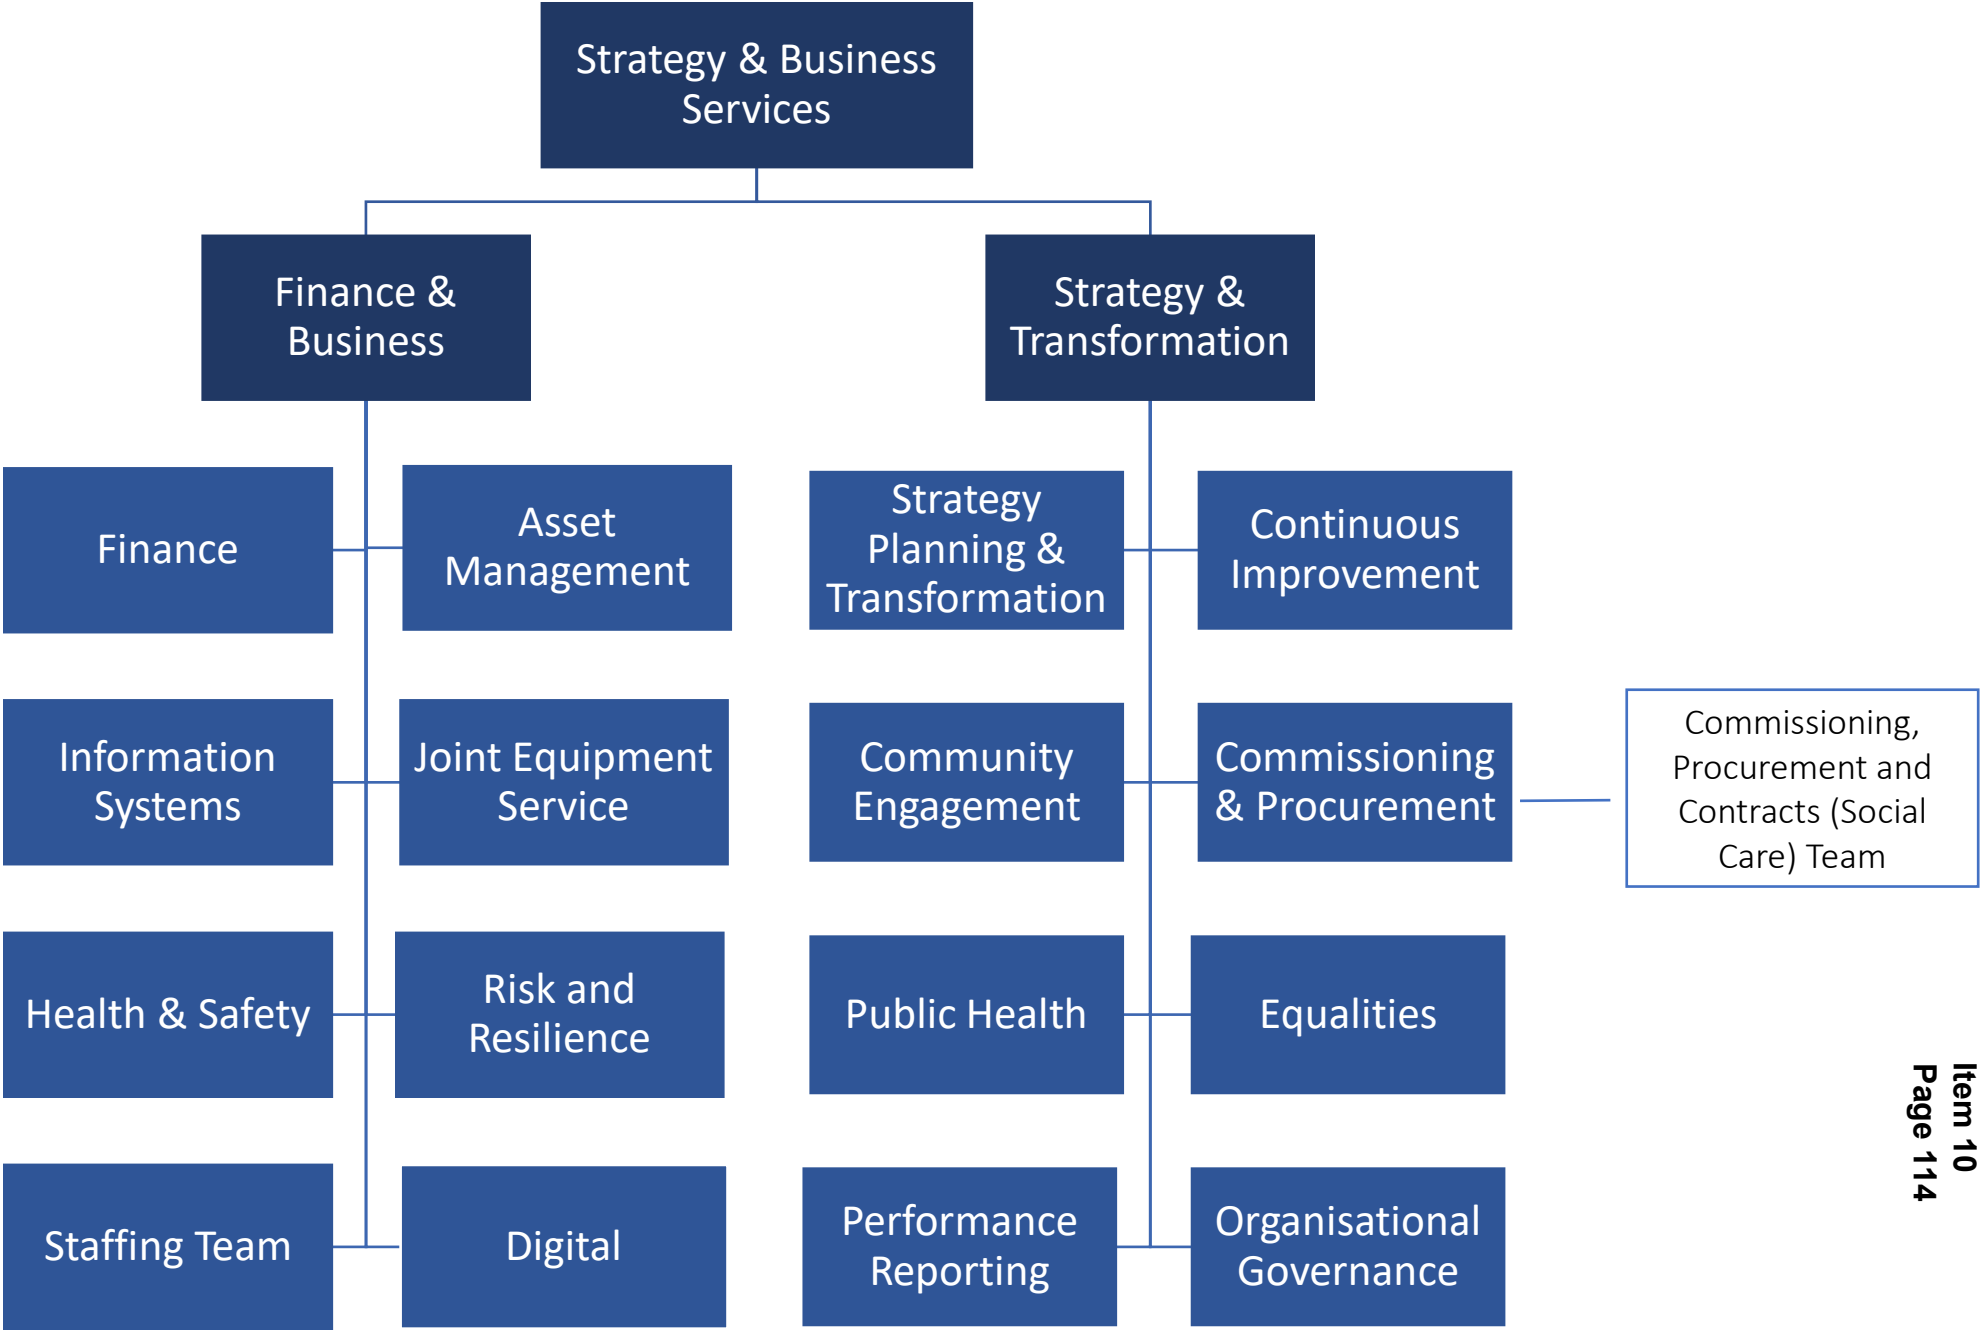 Strategy & Business
Services
Finance &
Business
Strategy &
Transformation
Finance
Asset
Management
Strategy
Planning &
Transformation
Continuous
Improvement
Information
Systems
Joint Equipment
Service
Community
Engagement
Commissioning
& Procurement
Commissioning,
Procurement and
Contracts (Social
Care) Team
Health & Safety
Risk and
Resilience
Public Health
Equalities
Staffing Team
Digital
Performance
Reporting
Organisational
Governance
Item 10
Page 114